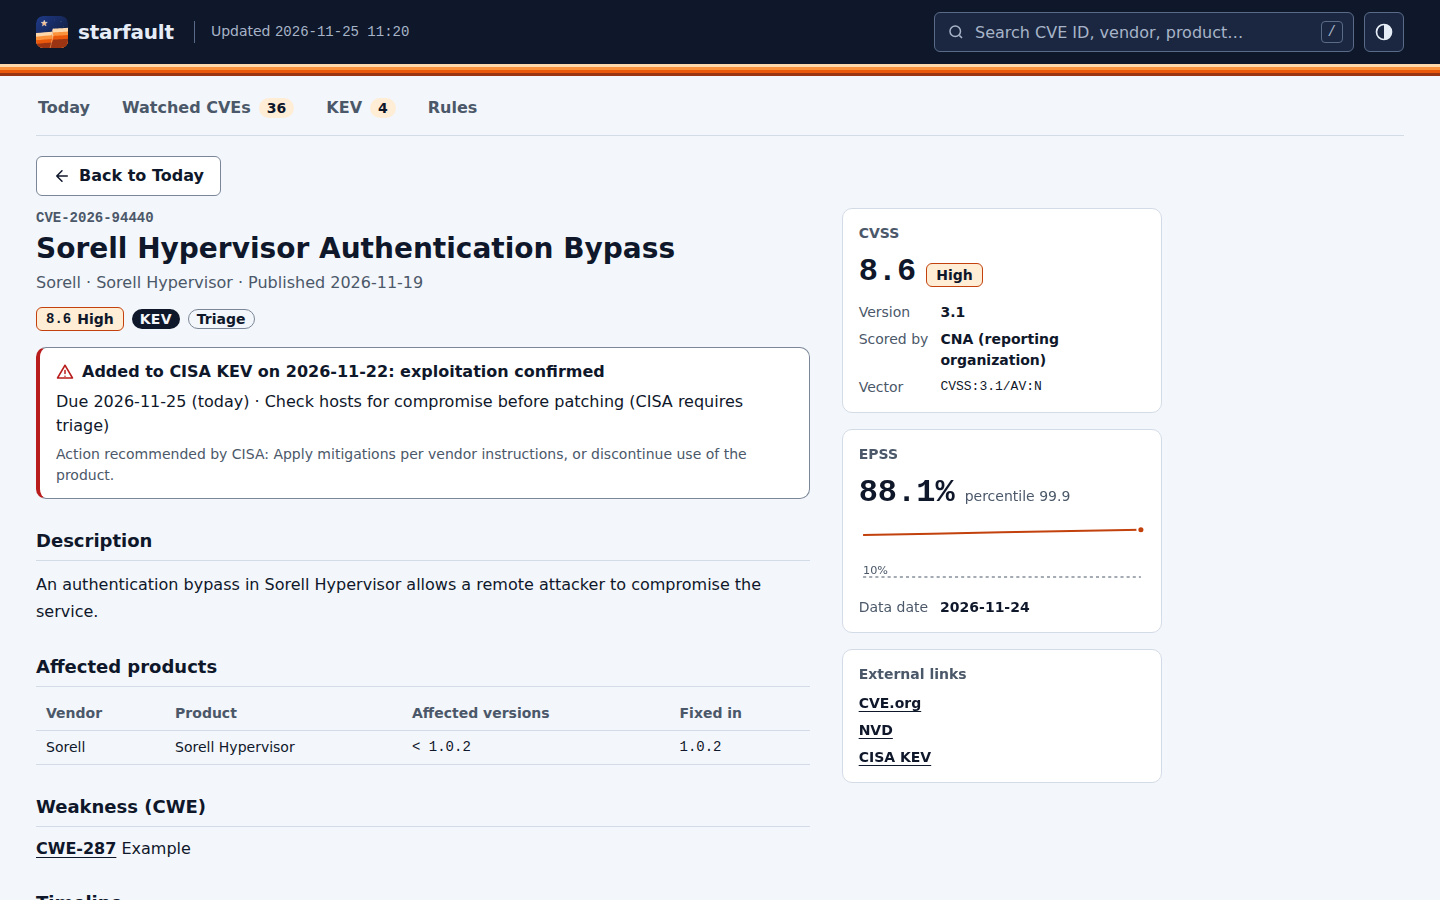 starfault
Updated 2026-11-25 11:20
Search CVE ID, vendor, product…
/
Today
Watched CVEs 36
KEV 4
Rules
Back to Today
CVE-2026-94440
Sorell Hypervisor Authentication Bypass
Sorell · Sorell Hypervisor · Published 2026-11-19
8.6 High
KEV
Triage
Added to CISA KEV on 2026-11-22: exploitation confirmed
Due 2026-11-25 (today) · Check hosts for compromise before patching (CISA requires
triage)
Action recommended by CISA: Apply mitigations per vendor instructions, or discontinue use of the
product.
Description
An authentication bypass in Sorell Hypervisor allows a remote attacker to compromise the
service.
Affected products
Vendor Product Affected versions Fixed in
Sorell Sorell Hypervisor < 1.0.2 1.0.2
Weakness (CWE)
CWE-287 Example
CVSS
8.6 High
Version 3.1
Scored by CNA (reporting
organization)
Vector CVSS:3.1/AV:N
EPSS
88.1% percentile 99.9
10%
Data date 2026-11-24
External links
CVE.org
NVD
CISA KEV